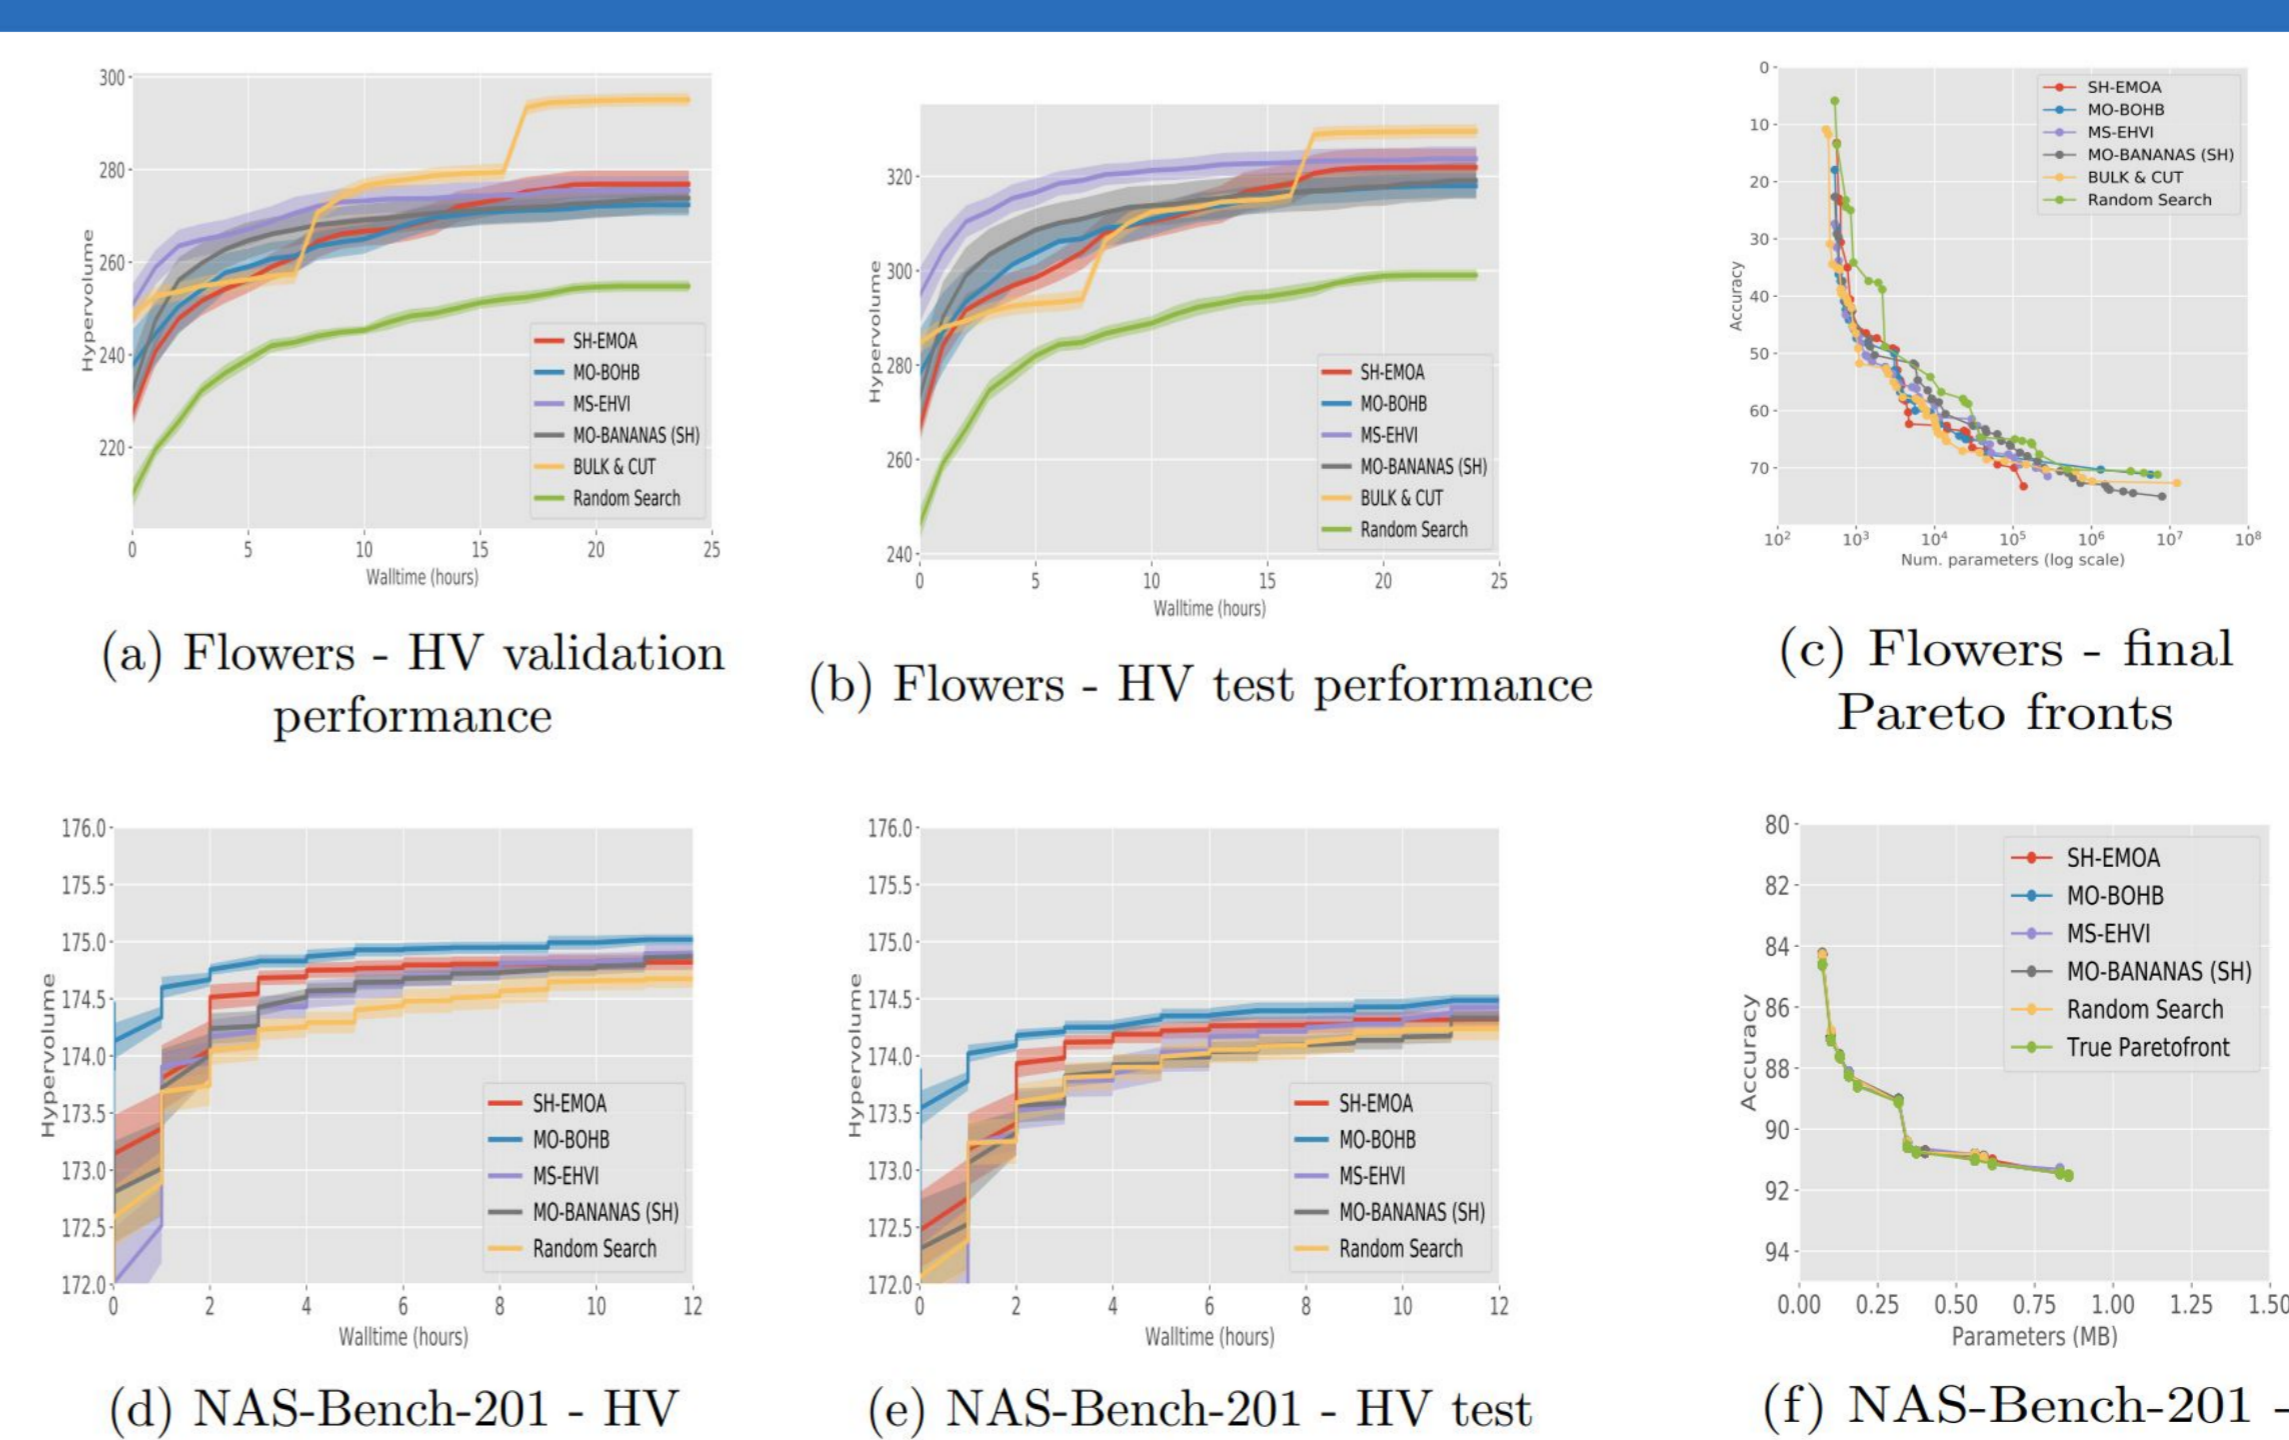 300
280
260
240
220
Hypervolume
SH-EMOA
MO-BOHB
MS-EHVI
MO-BANANAS (SH)
BULK & CUT
Random Search
0 5 10 15 20 25
Walltime (hours)
(a) Flowers - HV validation
performance
320
300
280
260
240
Hypervolume
SH-EMOA
MO-BOHB
MS-EHVI
MO-BANANAS (SH)
BULK & CUT
Random Search
0 5 10 15 20 25
Walltime (hours)
(b) Flowers - HV test performance
0
10
20
30
40
50
60
70
Accuracy
SH-EMOA
MO-BOHB
MS-EHVI
MO-BANANAS (SH)
BULK & CUT
Random Search
10² 10³ 10⁴ 10⁵ 10⁶ 10⁷ 10⁸
Num. parameters (log scale)
(c) Flowers - final
Pareto fronts
176.0
175.5
175.0
174.5
174.0
173.5
173.0
172.5
172.0
Hypervolume
SH-EMOA
MO-BOHB
MS-EHVI
MO-BANANAS (SH)
Random Search
0 2 4 6 8 10 12
Walltime (hours)
(d) NAS-Bench-201 - HV
176.0
175.5
175.0
174.5
174.0
173.5
173.0
172.5
172.0
Hypervolume
SH-EMOA
MO-BOHB
MS-EHVI
MO-BANANAS (SH)
Random Search
0 2 4 6 8 10 12
Walltime (hours)
(e) NAS-Bench-201 - HV test
80
82
84
86
88
90
92
94
Accuracy
SH-EMOA
MO-BOHB
MS-EHVI
MO-BANANAS (SH)
Random Search
True Paretofront
0.00 0.25 0.50 0.75 1.00 1.25 1.50
Parameters (MB)
(f) NAS-Bench-201 -